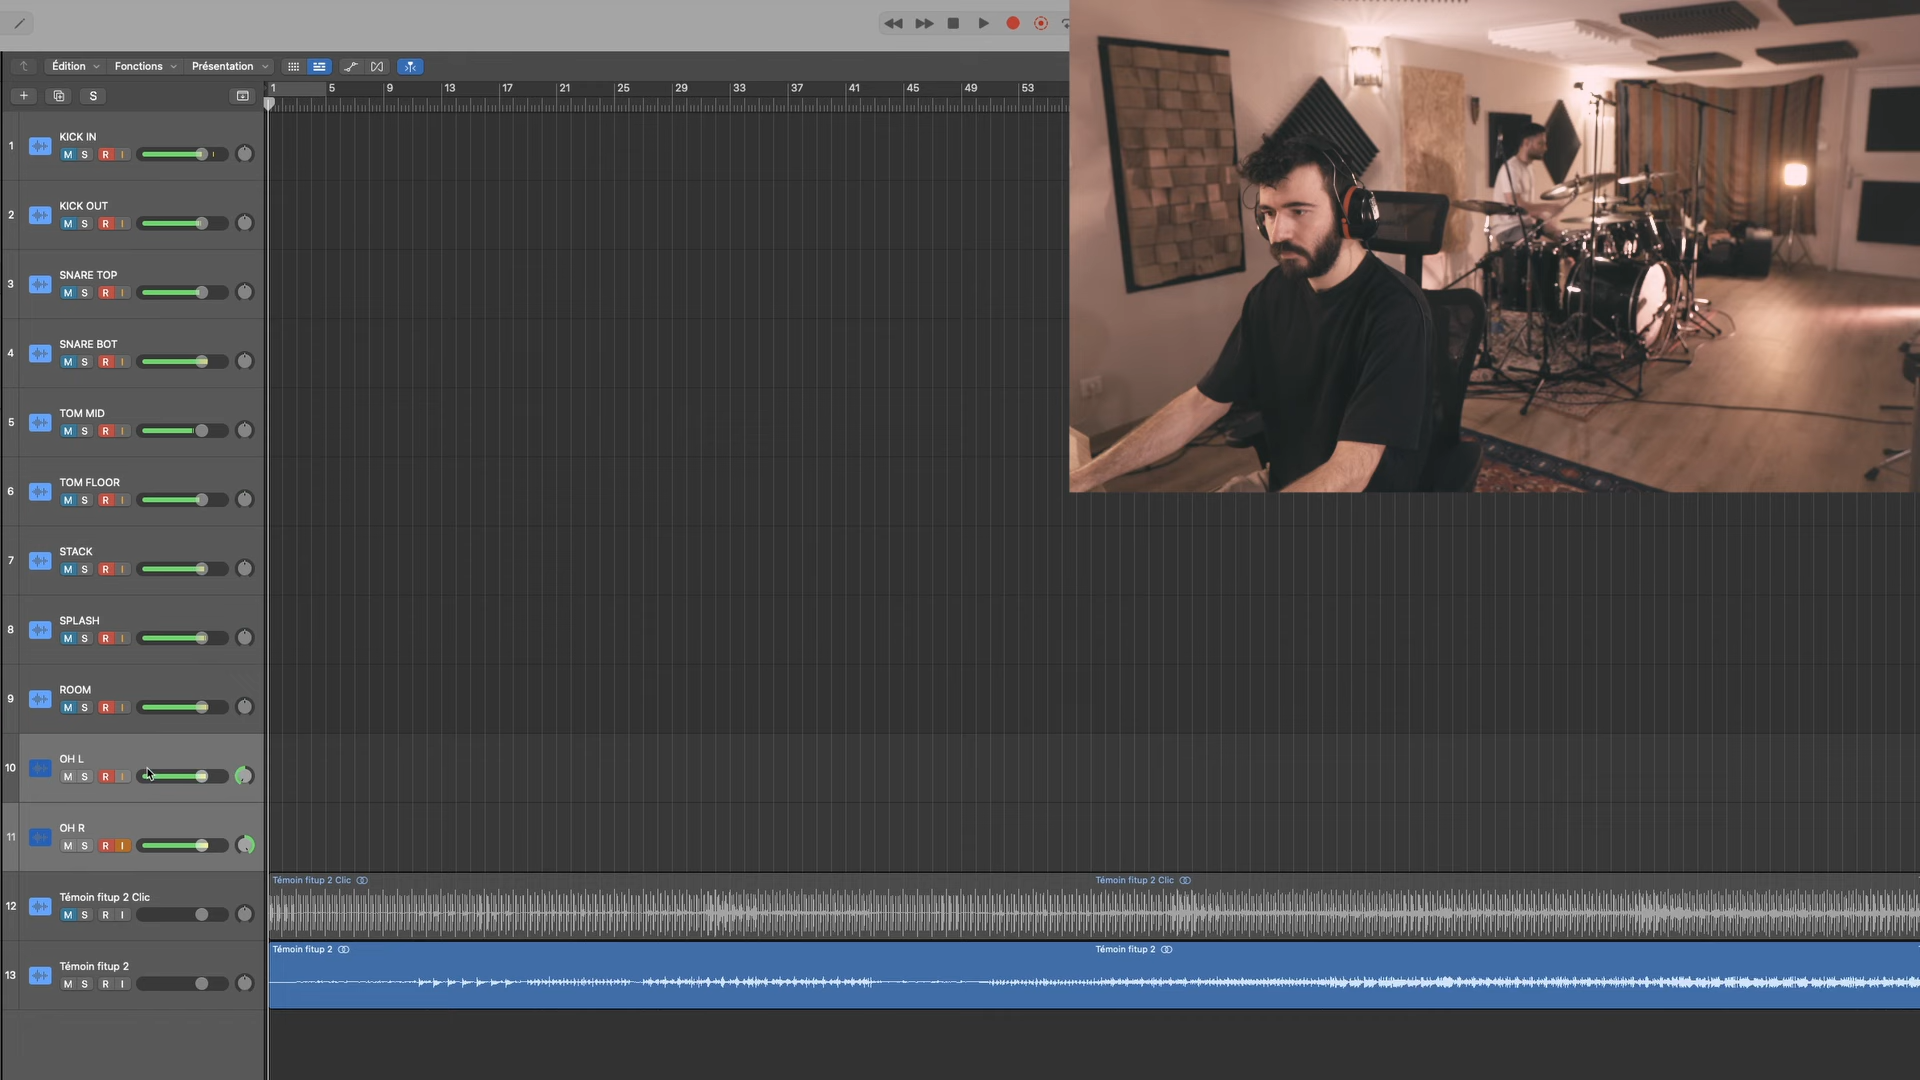 Édition Fonctions Présentation
S
1 5 9 13 17 21 25 29 33 37 41 45 49 53
1 KICK IN
M S R I
2 KICK OUT
M S R I
3 SNARE TOP
M S R I
4 SNARE BOT
M S R I
5 TOM MID
M S R I
6 TOM FLOOR
M S R I
7 STACK
M S R I
8 SPLASH
M S R I
9 ROOM
M S R I
10 OH L
M S R I
11 OH R
M S R I
12 Témoin fitup 2 Clic
M S R I
Témoin fitup 2 Clic Témoin fitup 2 Clic
13 Témoin fitup 2
M S R I
Témoin fitup 2 Témoin fitup 2